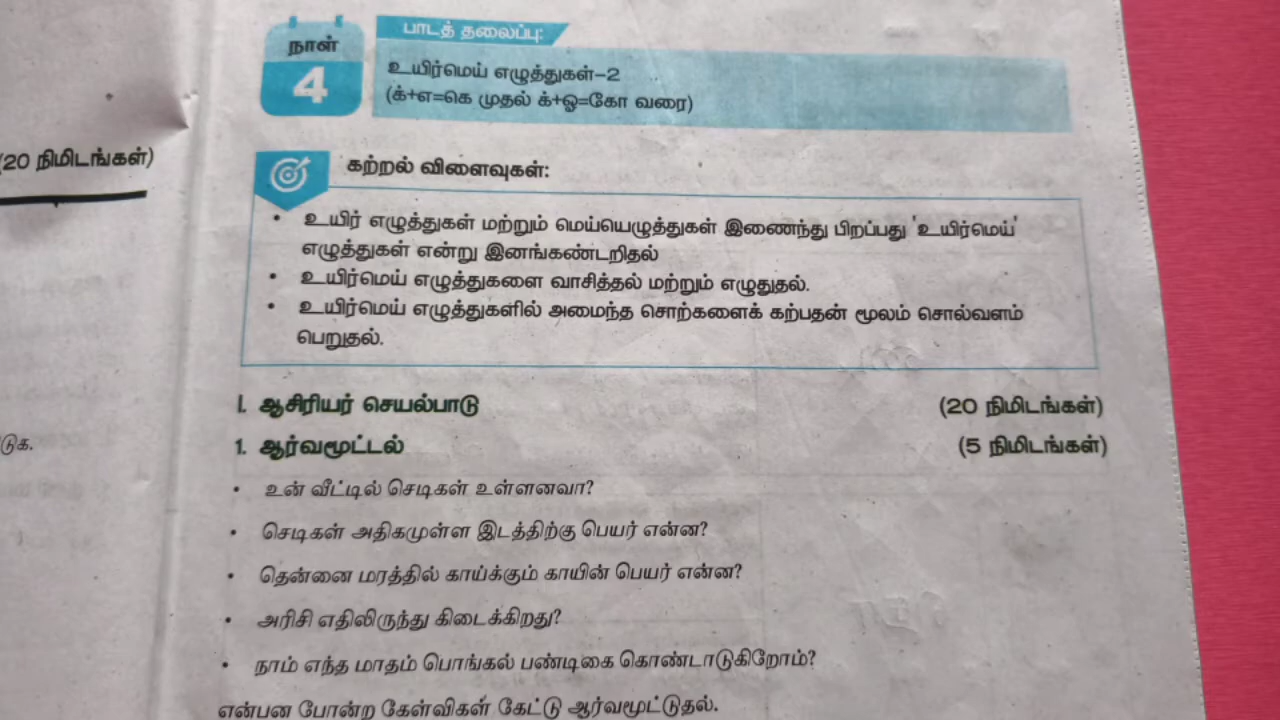 நாள்
4
பாடத் தலைப்பு:
உயிர்மெய் எழுத்துகள்-2
(க்+எ=கெ முதல் க்+ஓ=கோ வரை)
(20 நிமிடங்கள்)
கற்றல் விளைவுகள்:
• உயிர் எழுத்துகள் மற்றும் மெய்யெழுத்துகள் இணைந்து பிறப்பது 'உயிர்மெய்'
எழுத்துகள் என்று இனங்கண்டறிதல்
• உயிர்மெய் எழுத்துகளை வாசித்தல் மற்றும் எழுதுதல்.
• உயிர்மெய் எழுத்துகளில் அமைந்த சொற்களைக் கற்பதன் மூலம் சொல்வளம்
பெறுதல்.
I. ஆசிரியர் செயல்பாடு (20 நிமிடங்கள்)
1. ஆர்வமூட்டல் (5 நிமிடங்கள்)
• உன் வீட்டில் செடிகள் உள்ளனவா?
• செடிகள் அதிகமுள்ள இடத்திற்கு பெயர் என்ன?
• தென்னை மரத்தில் காய்க்கும் காயின் பெயர் என்ன?
• அரிசி எதிலிருந்து கிடைக்கிறது?
• நாம் எந்த மாதம் பொங்கல் பண்டிகை கொண்டாடுகிறோம்?
என்பன போன்ற கேள்விகள் கேட்டு ஆர்வமூட்டுதல்.